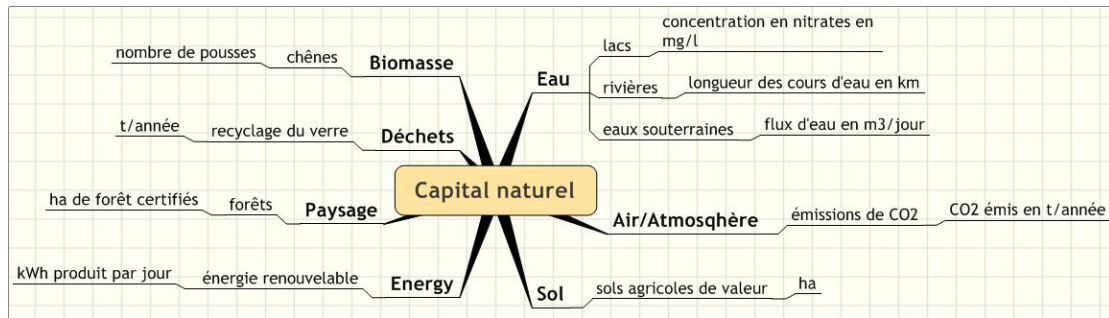 Capital naturel
Biomasse
chênes
nombre de pousses
Déchets
recyclage du verre
t/année
Paysage
forêts
ha de forêt certifiés
Energy
énergie renouvelable
kWh produit par jour
Eau
lacs
concentration en nitrates en
mg/l
rivières
longueur des cours d'eau en km
eaux souterraines
flux d'eau en m3/jour
Air/Atmosqhère
émissions de CO2
CO2 émis en t/année
Sol
sols agricoles de valeur
ha